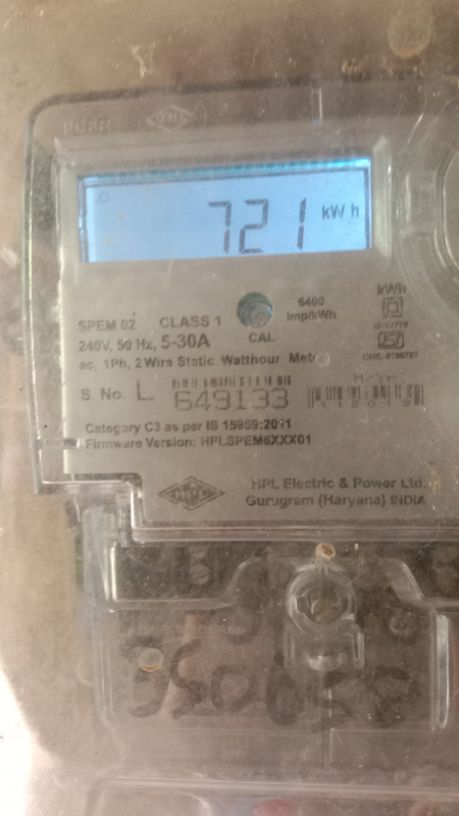 721 kWh
6400
imp/kWh
kWh
SPEM 02 CLASS 1
CAL
240V, 50 Hz, 5-30A
ac, 1Ph, 2 Wire Static Watthour
S. No. L 649133
Category C3 as per IS 15959:2011
Firmware Version: HPLSPEM6XXX01
HPL Electric & Power Ltd.
Gurugram (Haryana) INDIA